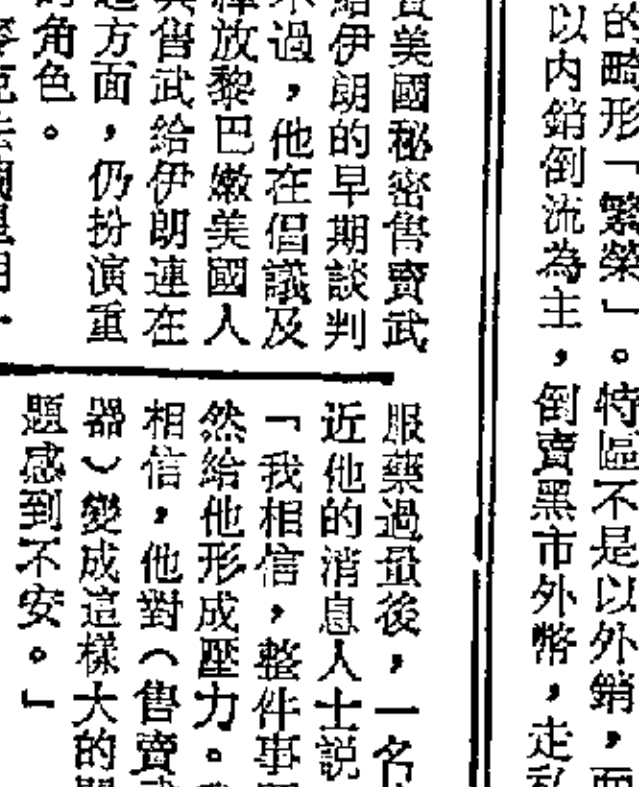 的畸形「繁榮」。特區不是以外銷，而
以內銷倒流為主，倒賣黑市外幣，走私
賣美國秘密售賣武
給伊朗的早期談判
不過，他在倡議及
釋放黎巴嫩美國人
與售武給伊朗連在
這方面，仍扮演重
的角色。
服藥過量後，一名
近他的消息人士説
「我相信，整件事
然給他形成壓力。
相信，他對（售賣武
器）變成這樣大的
題感到不安。」